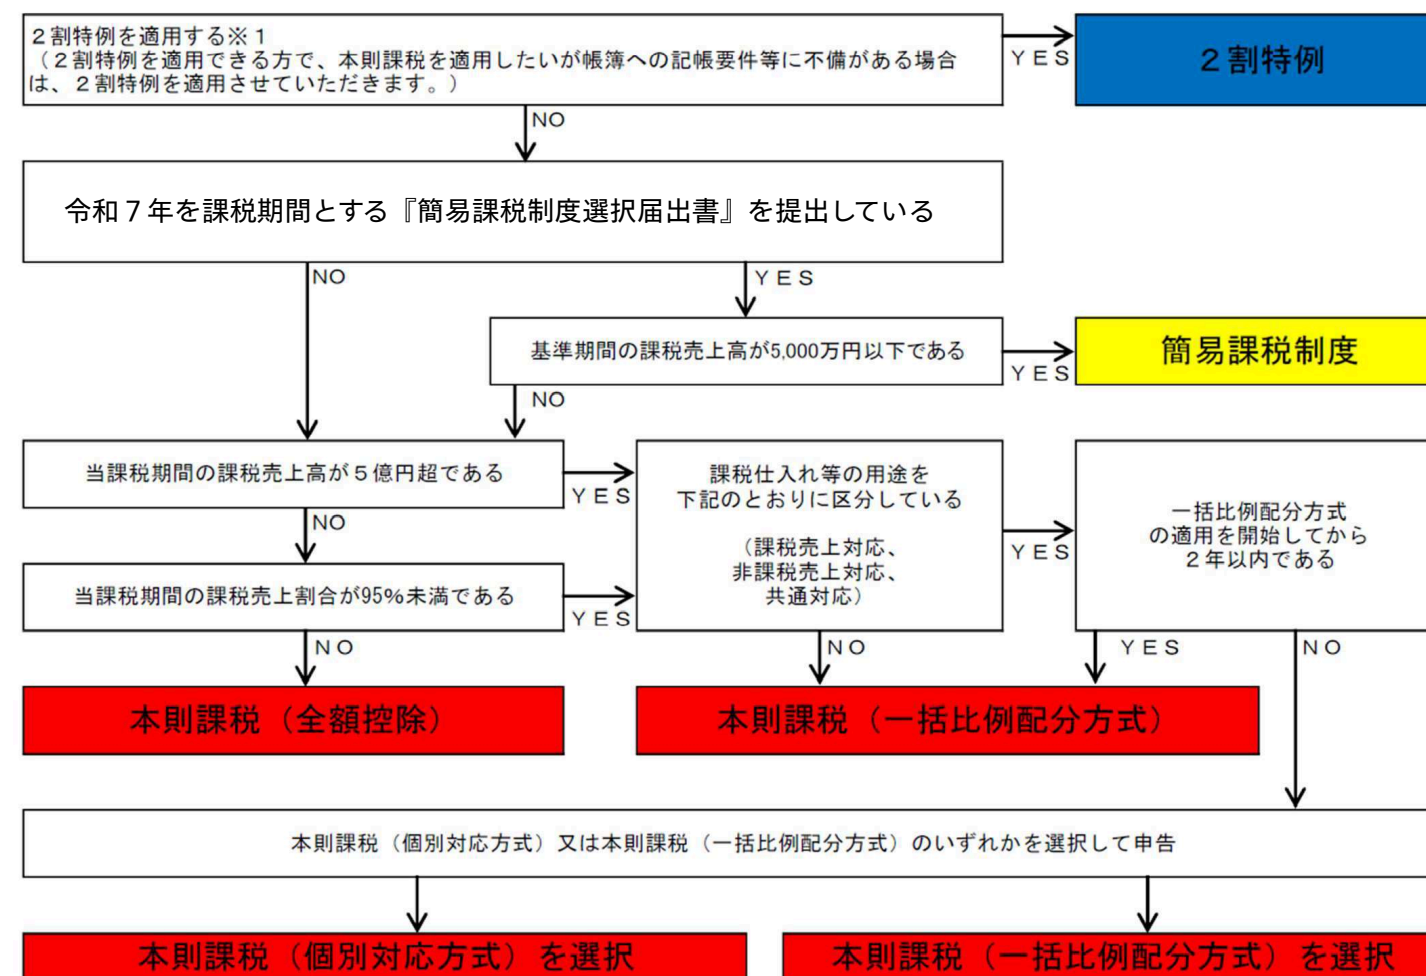 ２割特例を適用する※１
（２割特例を適用できる方で、本則課税を適用したいが帳簿への記帳要件等に不備がある場合
は、２割特例を適用させていただきます。）
ＹＥＳ
２割特例
NO
令和７年を課税期間とする『簡易課税制度選択届出書』を提出している
NO
ＹＥＳ
基準期間の課税売上高が5,000万円以下である
ＹＥＳ
簡易課税制度
NO
当課税期間の課税売上高が５億円超である
ＹＥＳ
課税仕入れ等の用途を
下記のとおりに区分している
（課税売上対応、
非課税売上対応、
共通対応）
ＹＥＳ
一括比例配分方式
の適用を開始してから
２年以内である
NO
当課税期間の課税売上割合が95%未満である
ＹＥＳ
NO
NO
ＹＥＳ
NO
本則課税（全額控除）
本則課税（一括比例配分方式）
本則課税（個別対応方式）又は本則課税（一括比例配分方式）のいずれかを選択して申告
本則課税（個別対応方式）を選択
本則課税（一括比例配分方式）を選択